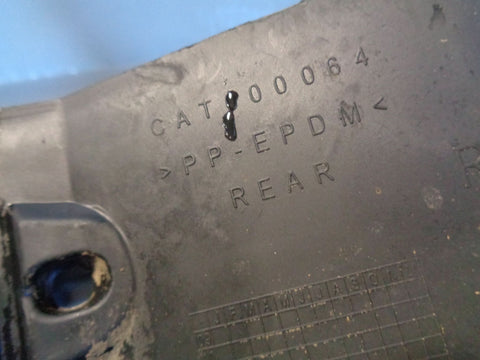 CAT 00064
>PP-EPDM<
REAR
R
J F M A M J J A S O N